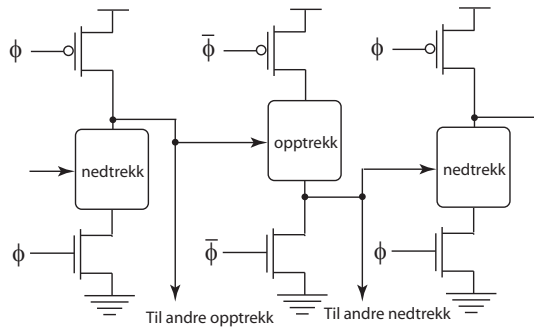 ϕ
ϕ̅
ϕ
opptrekk
nedtrekk
nedtrekk
ϕ
ϕ̅
ϕ
Til andre opptrekk
Til andre nedtrekk